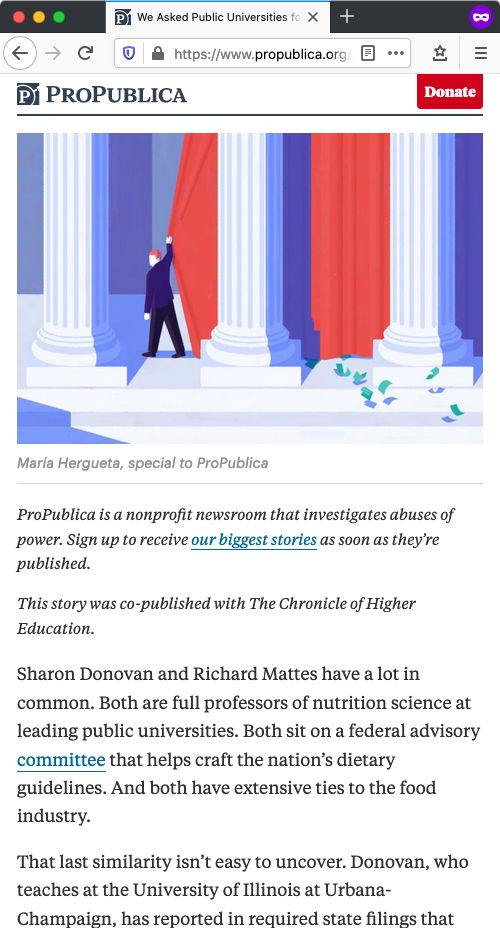 We Asked Public Universities fo
https://www.propublica.org
PROPUBLICA
Donate
María Hergueta, special to ProPublica
ProPublica is a nonprofit newsroom that investigates abuses of
power. Sign up to receive our biggest stories as soon as they’re
published.
This story was co-published with The Chronicle of Higher
Education.
Sharon Donovan and Richard Mattes have a lot in
common. Both are full professors of nutrition science at
leading public universities. Both sit on a federal advisory
committee that helps craft the nation’s dietary
guidelines. And both have extensive ties to the food
industry.
That last similarity isn’t easy to uncover. Donovan, who
teaches at the University of Illinois at Urbana-
Champaign, has reported in required state filings that